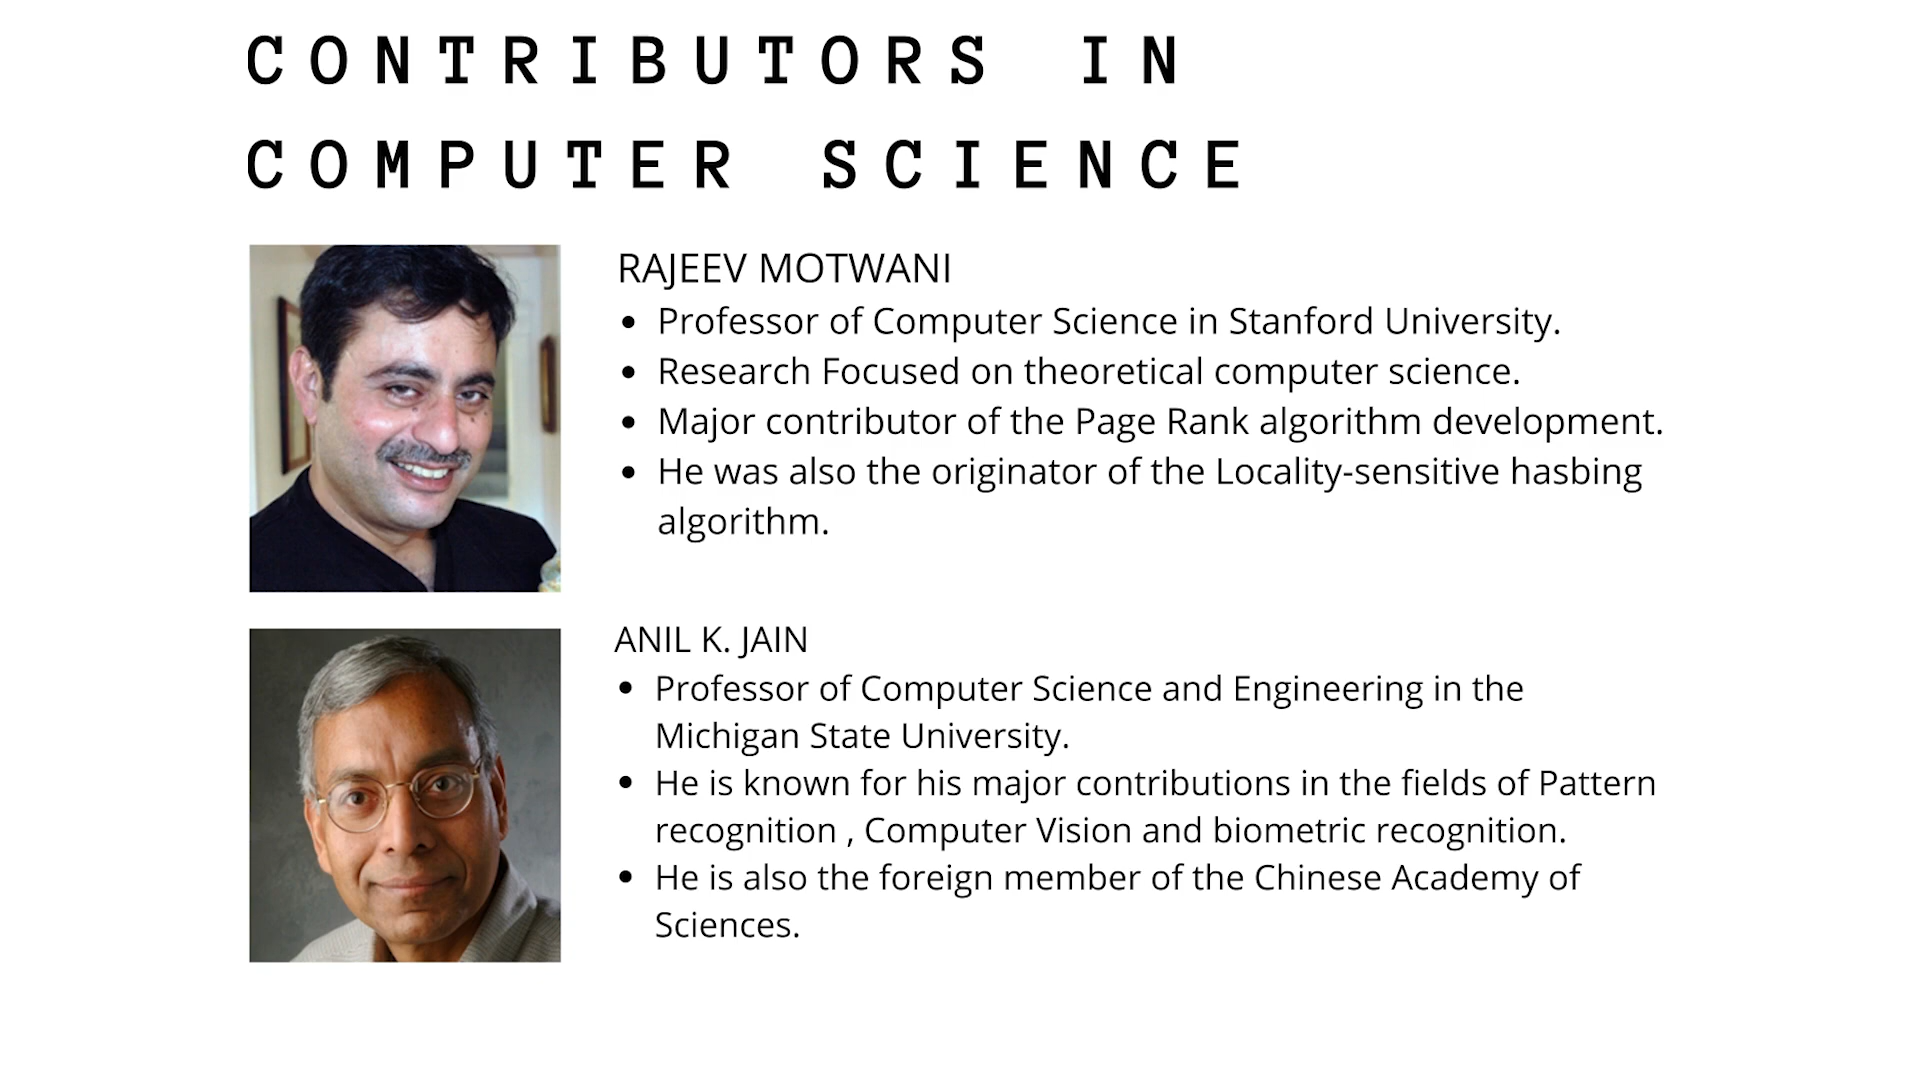 CONTRIBUTORS IN
COMPUTER SCIENCE
RAJEEV MOTWANI
• Professor of Computer Science in Stanford University.
• Research Focused on theoretical computer science.
• Major contributor of the Page Rank algorithm development.
• He was also the originator of the Locality-sensitive hasbing
algorithm.
ANIL K. JAIN
• Professor of Computer Science and Engineering in the
Michigan State University.
• He is known for his major contributions in the fields of Pattern
recognition , Computer Vision and biometric recognition.
• He is also the foreign member of the Chinese Academy of
Sciences.